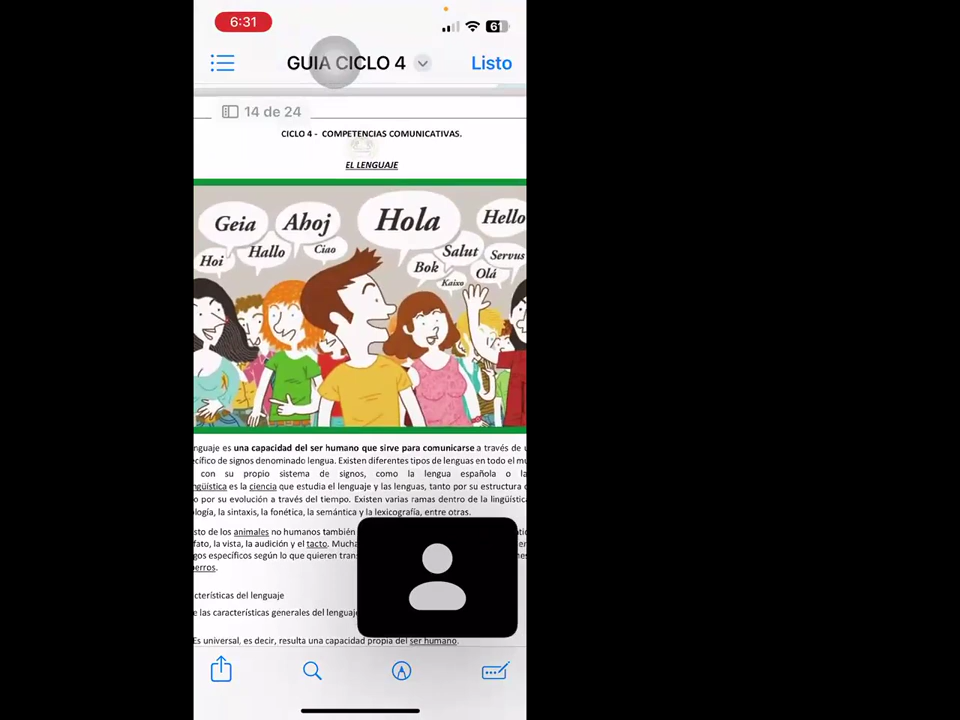 6:31
61
GUIA CICLO 4
Listo
14 de 24
CICLO 4 - COMPETENCIAS COMUNICATIVAS.
EL LENGUAJE
Geia
Ahoj
Hola
Hello
Hoi
Hallo
Ciao
Bok
Salut
Servus
Kaixo
Olá
nguaje es una capacidad del ser humano que sirve para comunicarse a través de u
ecífico de signos denominado lengua. Existen diferentes tipos de lenguas en todo el mu
con su propio sistema de signos, como la lengua española o la
ngüística es la ciencia que estudia el lenguaje y las lenguas, tanto por su estructura
o por su evolución a través del tiempo. Existen varias ramas dentro de la lingüístic
ología, la sintaxis, la fonética, la semántica y la lexicografía, entre otras.
sto de los animales no humanos también
fato, la vista, la audición y el tacto. Mucha
gos específicos según lo que quieren tran
erros.
cterísticas del lenguaje
e las características generales del lenguaje
Es universal, es decir, resulta una capacidad propia del ser humano.